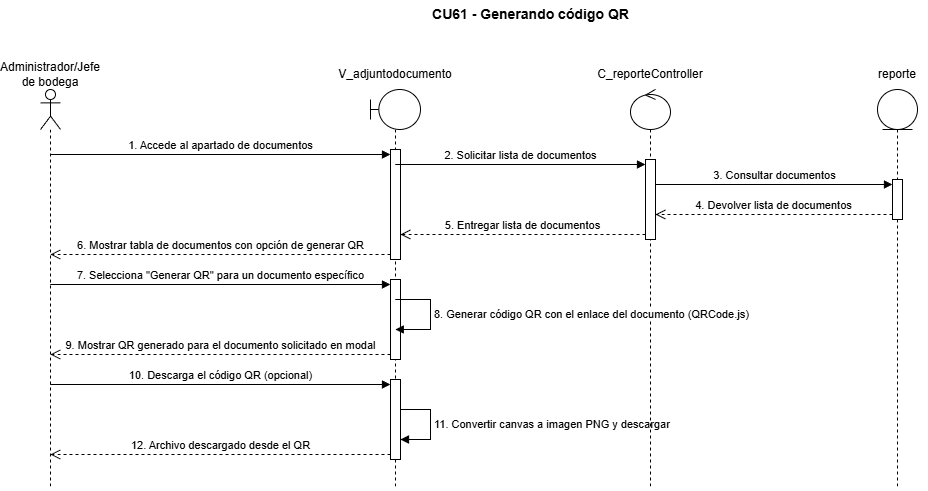 CU61 - Generando código QR
Administrador/Jefe
de bodega
V_adjuntodocumento
C_reporteController
reporte
1. Accede al apartado de documentos
2. Solicitar lista de documentos
3. Consultar documentos
4. Devolver lista de documentos
5. Entregar lista de documentos
6. Mostrar tabla de documentos con opción de generar QR
7. Selecciona "Generar QR" para un documento específico
8. Generar código QR con el enlace del documento (QRCode.js)
9. Mostrar QR generado para el documento solicitado en modal
10. Descarga el código QR (opcional)
11. Convertir canvas a imagen PNG y descargar
12. Archivo descargado desde el QR